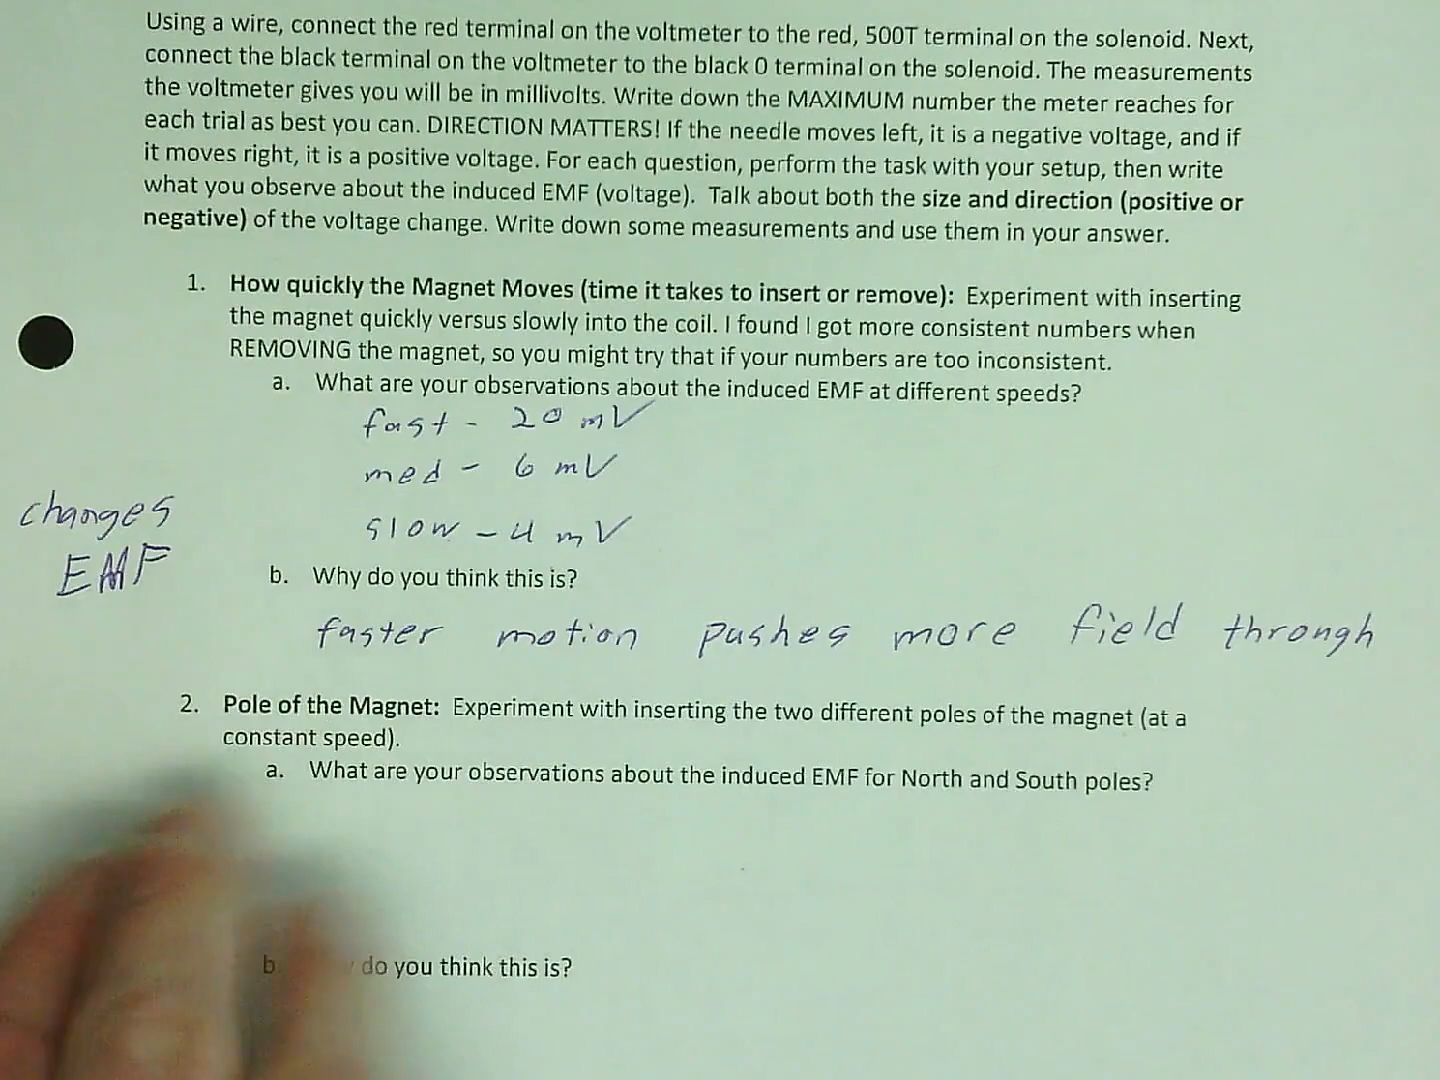 Using a wire, connect the red terminal on the voltmeter to the red, 500T terminal on the solenoid. Next,
connect the black terminal on the voltmeter to the black 0 terminal on the solenoid. The measurements
the voltmeter gives you will be in millivolts. Write down the MAXIMUM number the meter reaches for
each trial as best you can. DIRECTION MATTERS! If the needle moves left, it is a negative voltage, and if
it moves right, it is a positive voltage. For each question, perform the task with your setup, then write
what you observe about the induced EMF (voltage). Talk about both the size and direction (positive or
negative) of the voltage change. Write down some measurements and use them in your answer.
1. How quickly the Magnet Moves (time it takes to insert or remove): Experiment with inserting
the magnet quickly versus slowly into the coil. I found I got more consistent numbers when
REMOVING the magnet, so you might try that if your numbers are too inconsistent.
a. What are your observations about the induced EMF at different speeds?
fast - 20 mV
med - 6 mV
slow - 4 mV
changes
EMF
b. Why do you think this is?
faster motion pushes more field through
2. Pole of the Magnet: Experiment with inserting the two different poles of the magnet (at a
constant speed).
a. What are your observations about the induced EMF for North and South poles?
b do you think this is?